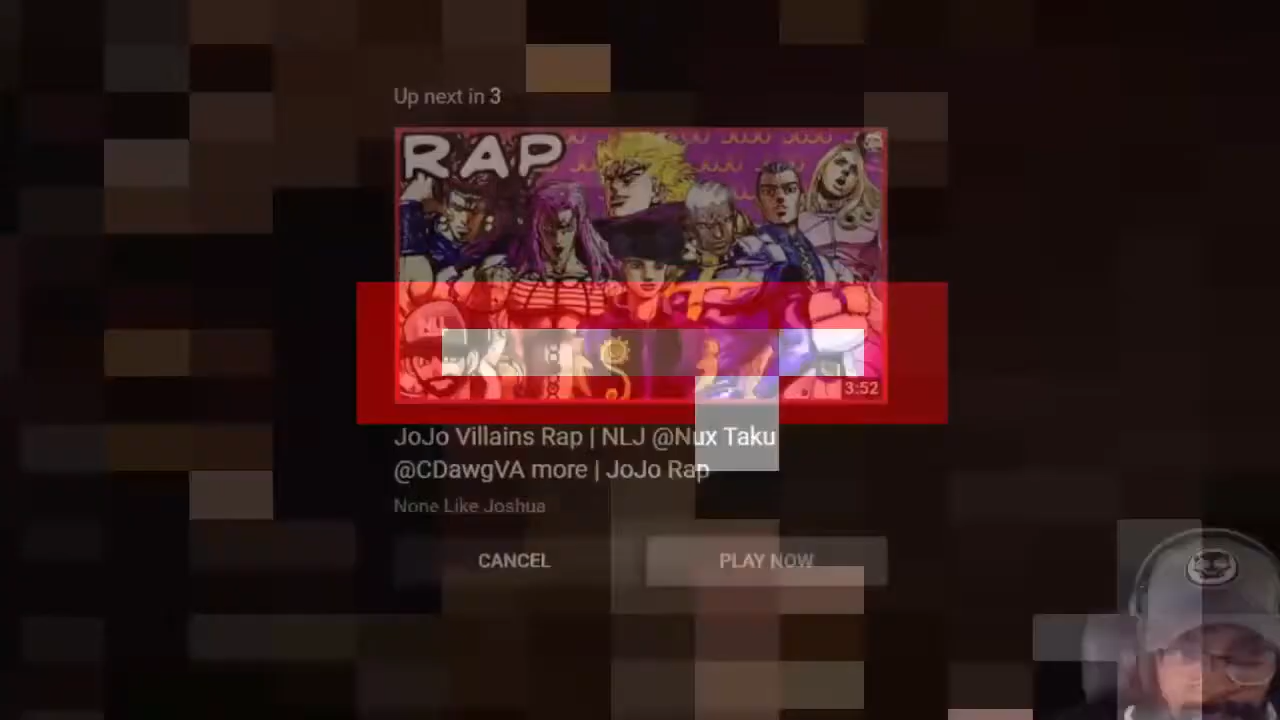 Up next in 3
RAP
3:52
JoJo Villains Rap | NLJ @Nux Taku
@CDawgVA more | JoJo Rap
None Like Joshua
CANCEL
PLAY NOW